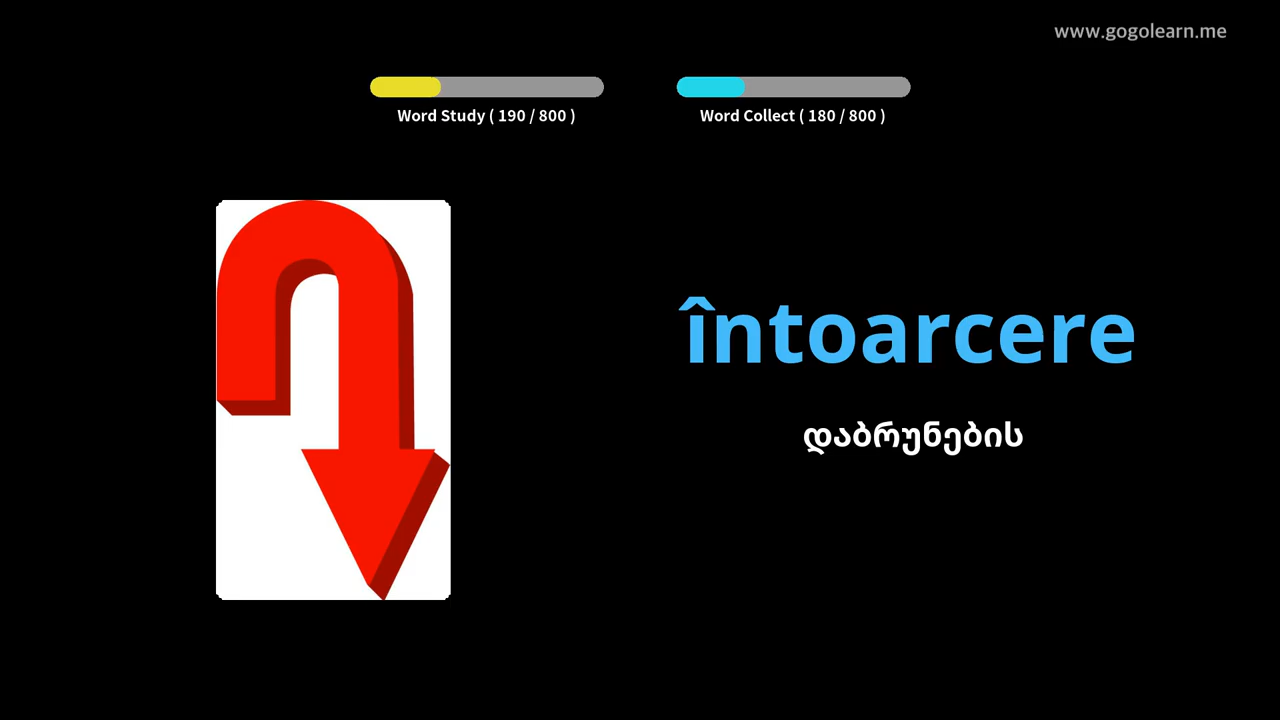 www.gogolearn.me
Word Study ( 190 / 800 )
Word Collect ( 180 / 800 )
întoarcere
დაბრუნების